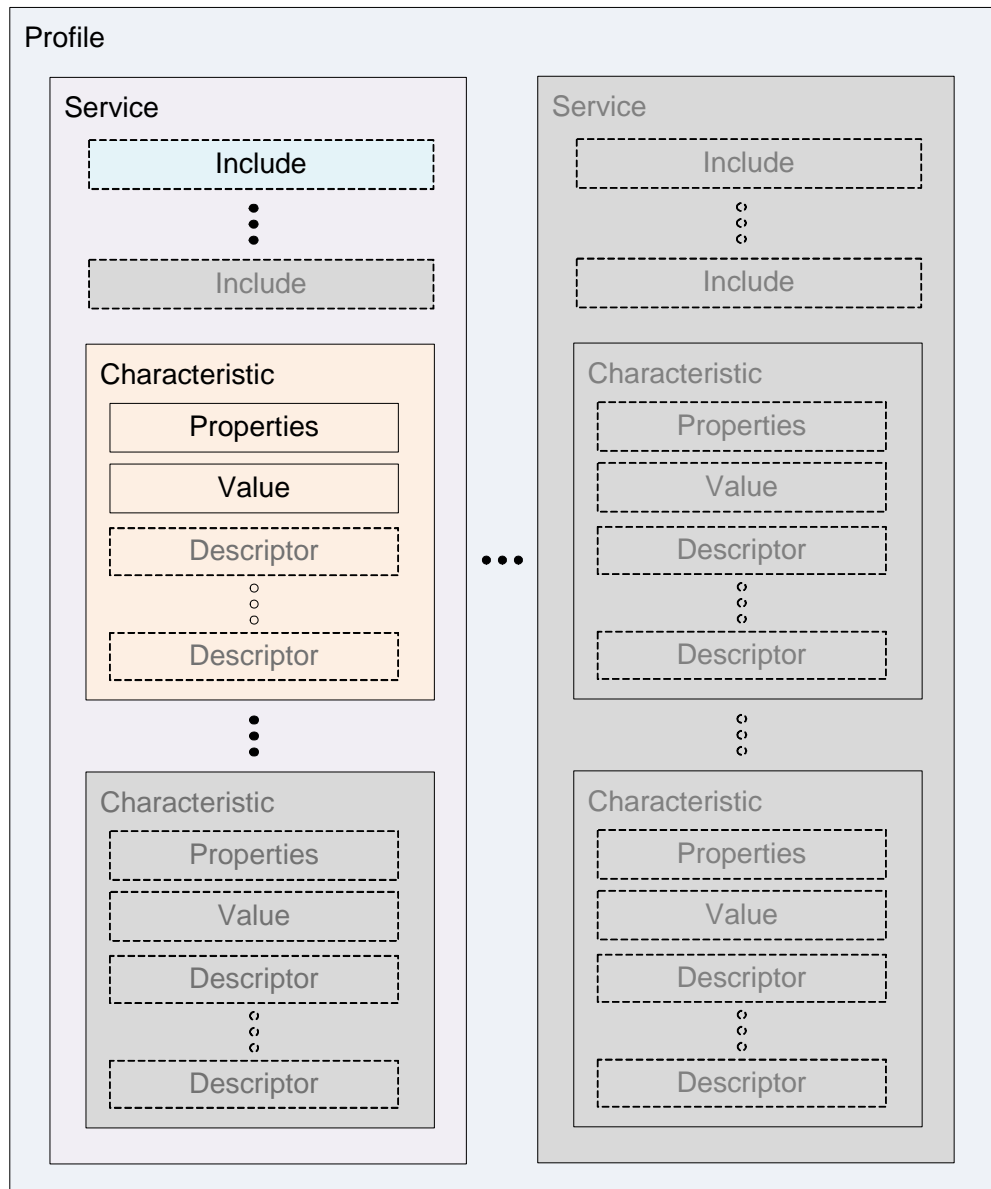 Profile
Service
Include
Include
Characteristic
Properties
Value
Descriptor
Descriptor
Characteristic
Properties
Value
Descriptor
Descriptor
Service
Include
Include
Characteristic
Properties
Value
Descriptor
Descriptor
Characteristic
Properties
Value
Descriptor
Descriptor